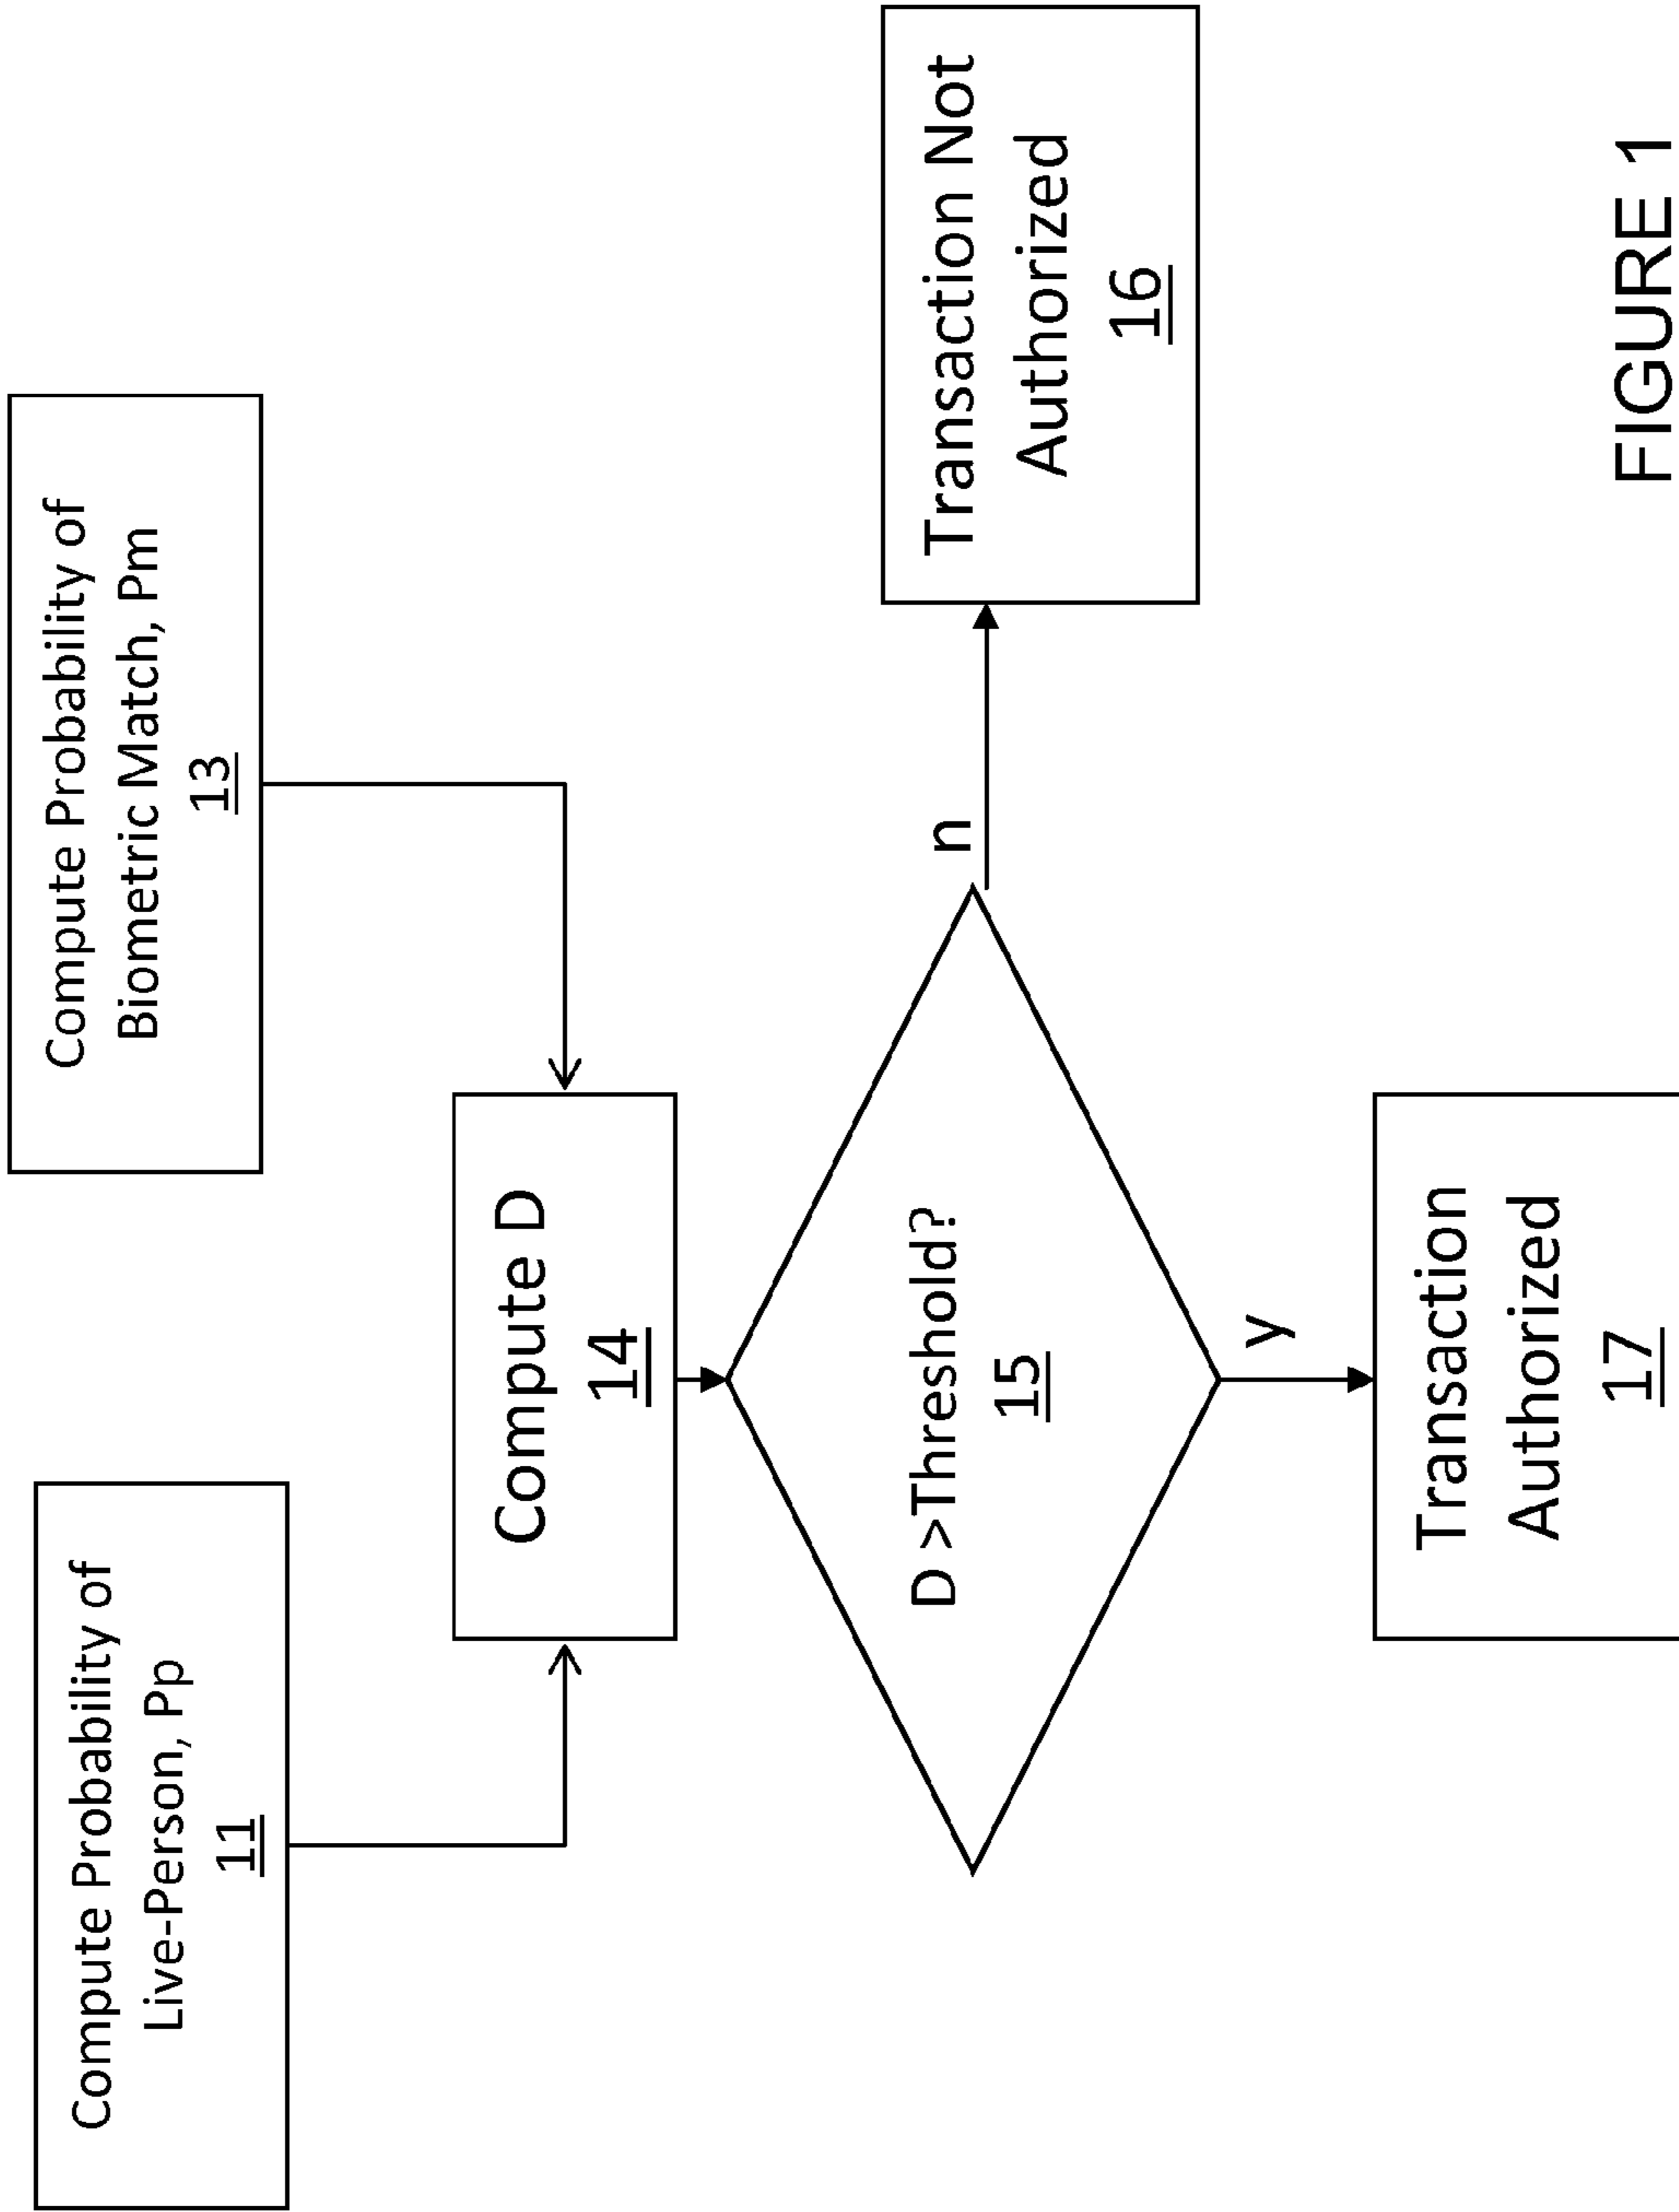 Compute Probability of
Live-Person, Pp
11
Compute Probability of
Biometric Match, Pm
13
Compute D
14
D >Threshold?
15
n
Transaction Not
Authorized
16
y
Transaction
Authorized
17
FIGURE 1